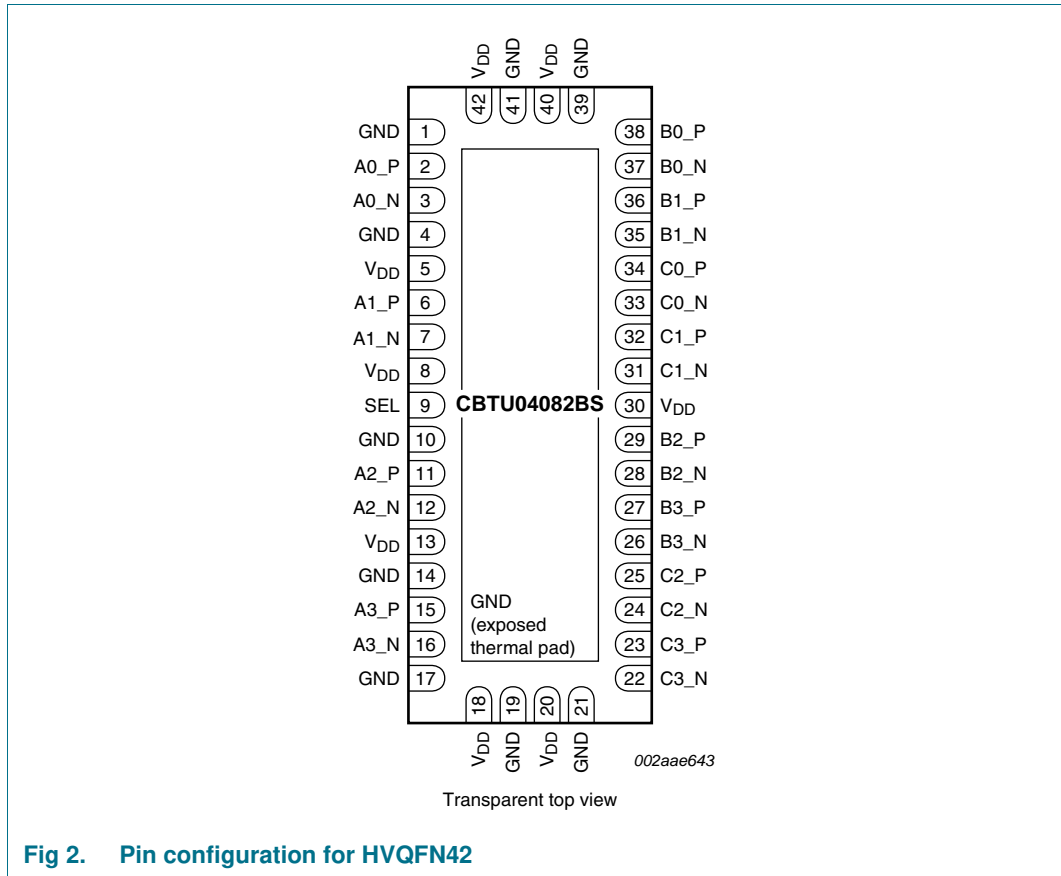 VDD GND VDD GND
42 41 40 39
GND 1 38 B0_P
A0_P 2 37 B0_N
A0_N 3 36 B1_P
GND 4 35 B1_N
VDD 5 34 C0_P
A1_P 6 33 C0_N
A1_N 7 32 C1_P
VDD 8 31 C1_N
SEL 9 CBTU04082BS 30 VDD
GND 10 29 B2_P
A2_P 11 28 B2_N
A2_N 12 27 B3_P
VDD 13 26 B3_N
GND 14 25 C2_P
A3_P 15 24 C2_N
A3_N 16 23 C3_P
GND 17 22 C3_N
GND
(exposed
thermal pad)
18 19 20 21
VDD GND VDD GND
002aae643
Transparent top view
Fig 2. Pin configuration for HVQFN42